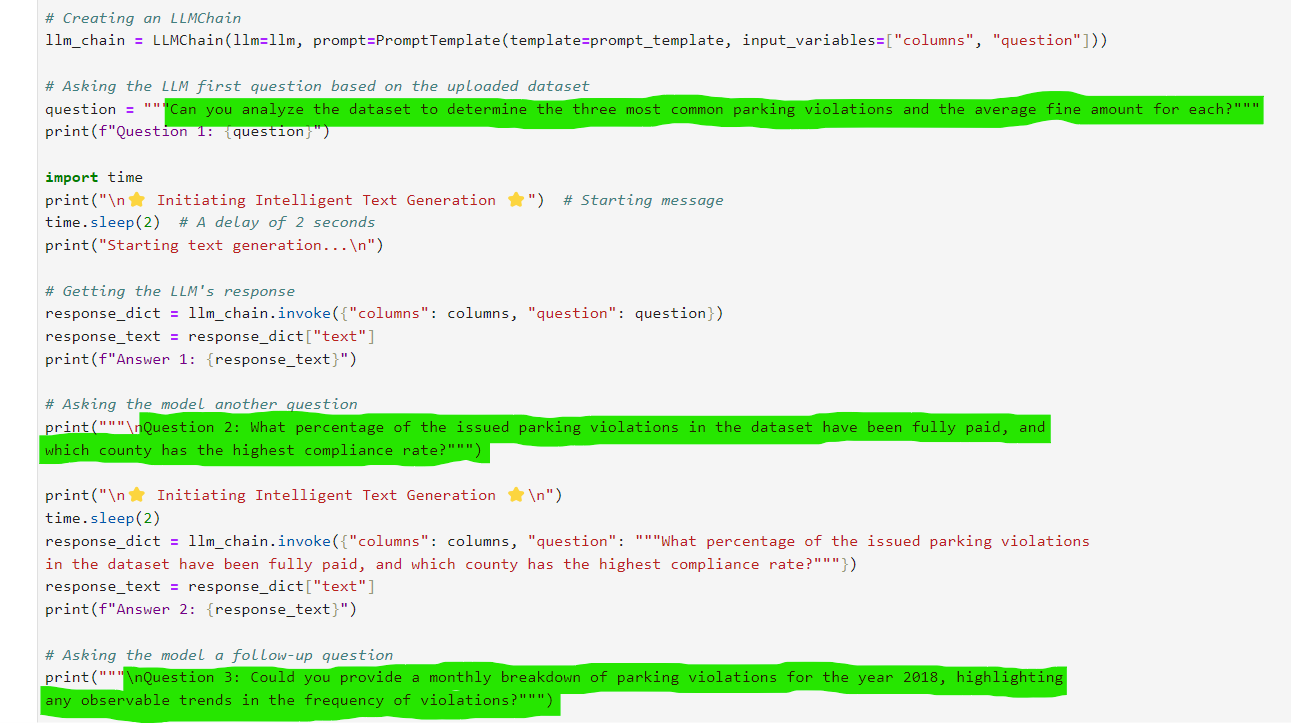 # Creating an LLMChain
llm_chain = LLMChain(llm=llm, prompt=PromptTemplate(template=prompt_template, input_variables=["columns", "question"]))
# Asking the LLM first question based on the uploaded dataset
question = """Can you analyze the dataset to determine the three most common parking violations and the average fine amount for each?"""
print(f"Question 1: {question}")
import time
print("\n⭐ Initiating Intelligent Text Generation ⭐")  # Starting message
time.sleep(2)  # A delay of 2 seconds
print("Starting text generation...\n")
# Getting the LLM's response
response_dict = llm_chain.invoke({"columns": columns, "question": question})
response_text = response_dict["text"]
print(f"Answer 1: {response_text}")
# Asking the model another question
print("""\nQuestion 2: What percentage of the issued parking violations in the dataset have been fully paid, and
which county has the highest compliance rate?""")
print("\n⭐ Initiating Intelligent Text Generation ⭐\n")
time.sleep(2)
response_dict = llm_chain.invoke({"columns": columns, "question": """What percentage of the issued parking violations
in the dataset have been fully paid, and which county has the highest compliance rate?"""})
response_text = response_dict["text"]
print(f"Answer 2: {response_text}")
# Asking the model a follow-up question
print("""\nQuestion 3: Could you provide a monthly breakdown of parking violations for the year 2018, highlighting
any observable trends in the frequency of violations?""")